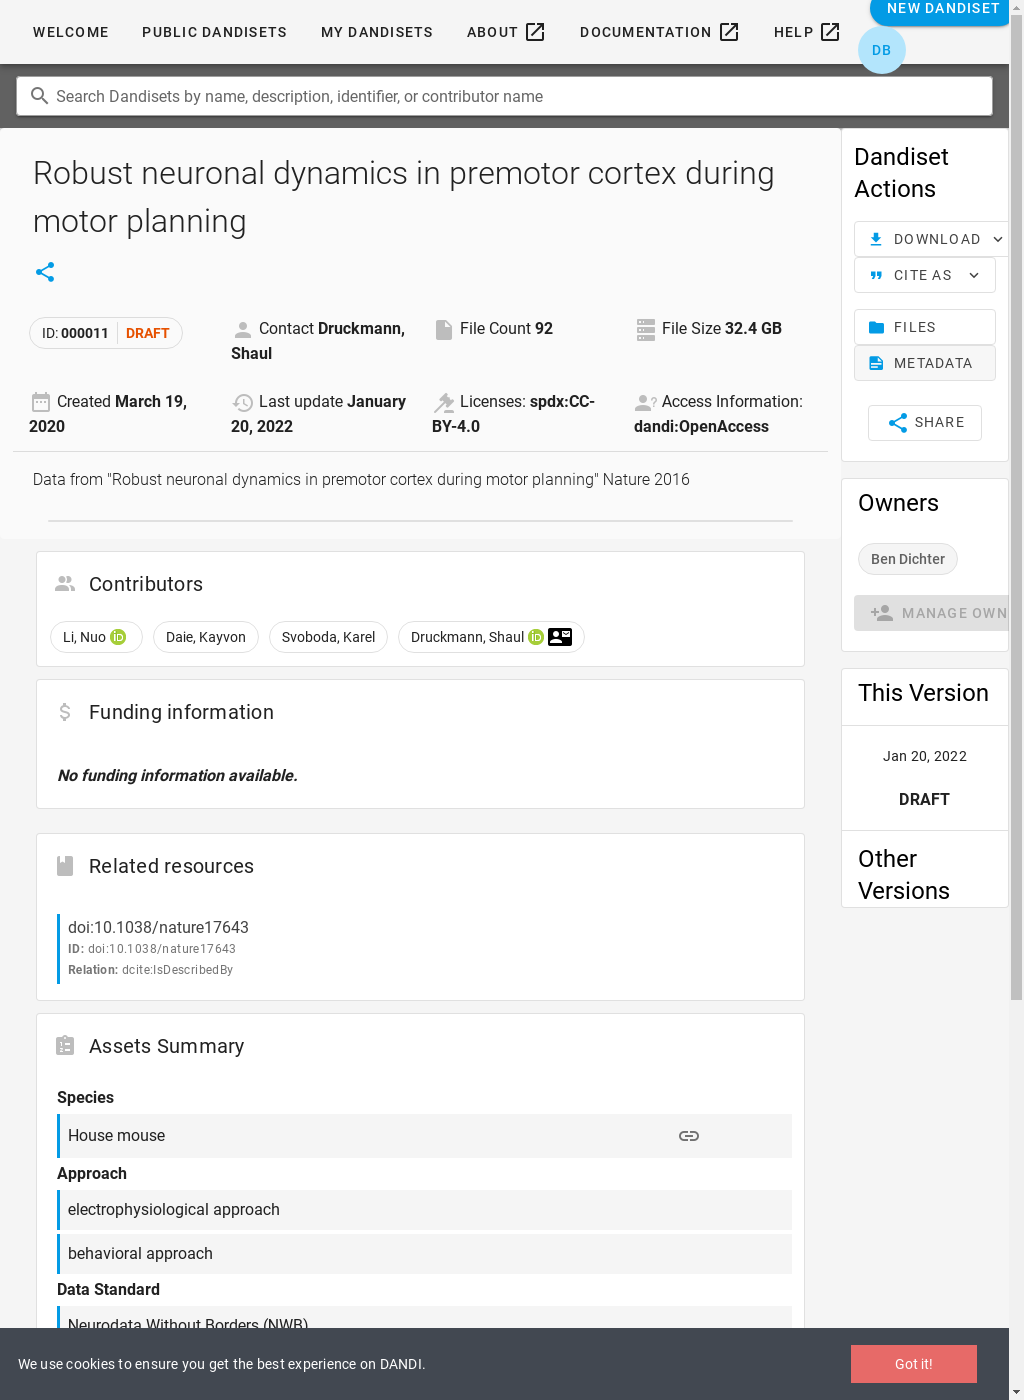 WELCOME PUBLIC DANDISETS MY DANDISETS ABOUT DOCUMENTATION HELP NEW DANDISET
DB
Search Dandisets by name, description, identifier, or contributor name
Robust neuronal dynamics in premotor cortex during
motor planning
ID: 000011 DRAFT
Contact Druckmann,
Shaul
File Count 92
File Size 32.4 GB
Created March 19,
2020
Last update January
20, 2022
Licenses: spdx:CC-
BY-4.0
Access Information:
dandi:OpenAccess
Data from "Robust neuronal dynamics in premotor cortex during motor planning" Nature 2016
Contributors
Li, Nuo Daie, Kayvon Svoboda, Karel Druckmann, Shaul
Funding information
No funding information available.
Related resources
doi:10.1038/nature17643
ID: doi:10.1038/nature17643
Relation: dcite:IsDescribedBy
Assets Summary
Species
House mouse
Approach
electrophysiological approach
behavioral approach
Data Standard
Neurodata Without Borders (NWB)
Dandiset
Actions
DOWNLOAD
CITE AS
FILES
METADATA
SHARE
Owners
Ben Dichter
MANAGE OWN
This Version
Jan 20, 2022
DRAFT
Other
Versions
We use cookies to ensure you get the best experience on DANDI.
Got it!